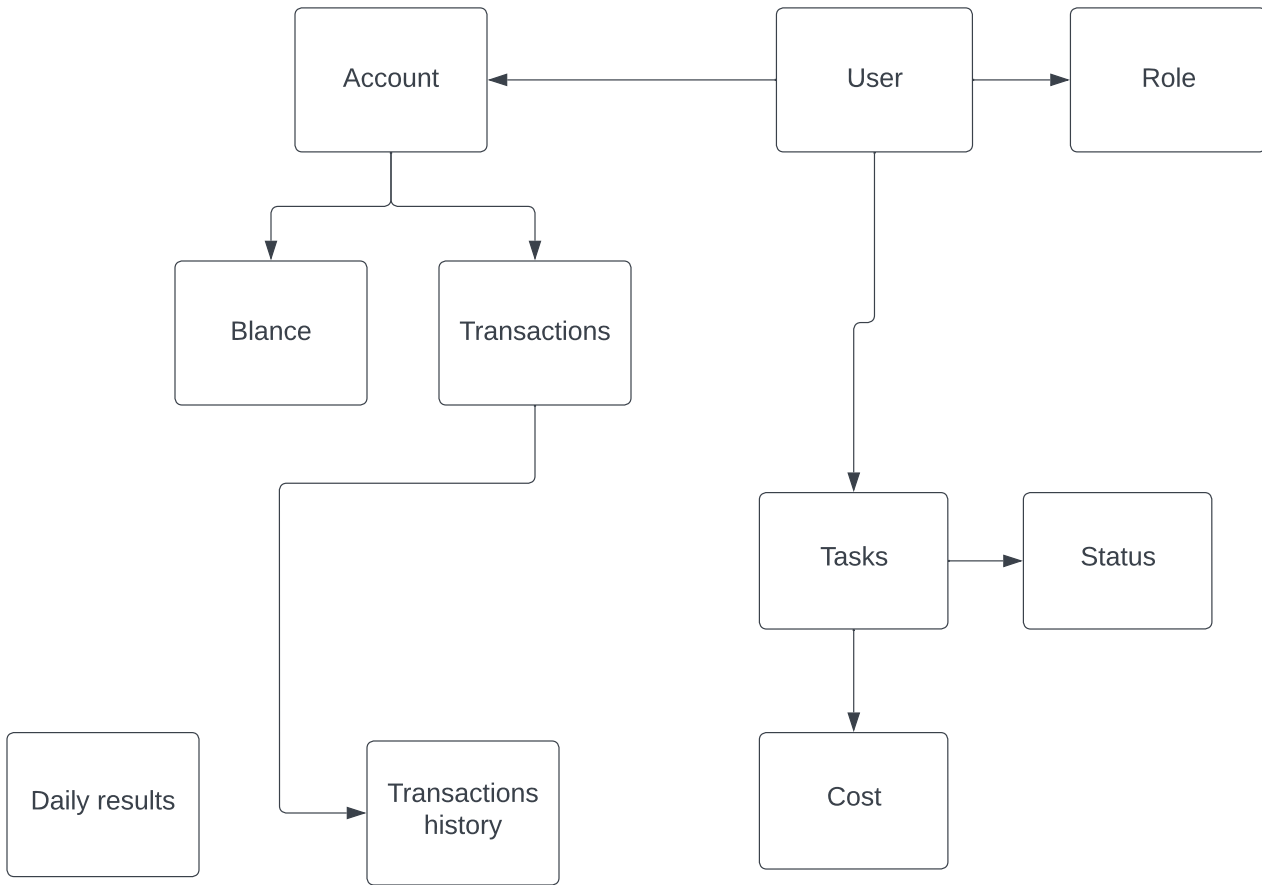 Account
User
Role
Blance
Transactions
Tasks
Status
Daily results
Transactions
history
Cost